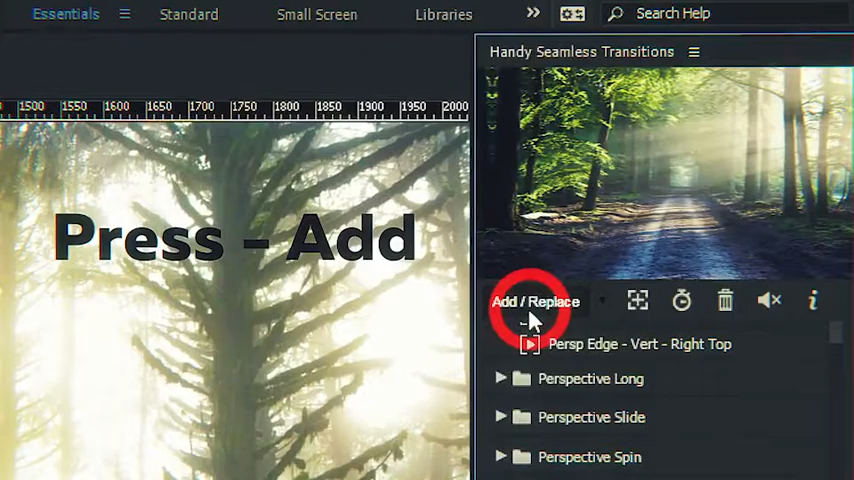 Essentials Standard Small Screen Libraries Search Help
Handy Seamless Transitions
1500 1550 1600 1650 1700 1750 1800 1850 1900 1950 2000
Press - Add
Add / Replace
Persp Edge - Vert - Right Top
Perspective Long
Perspective Slide
Perspective Spin